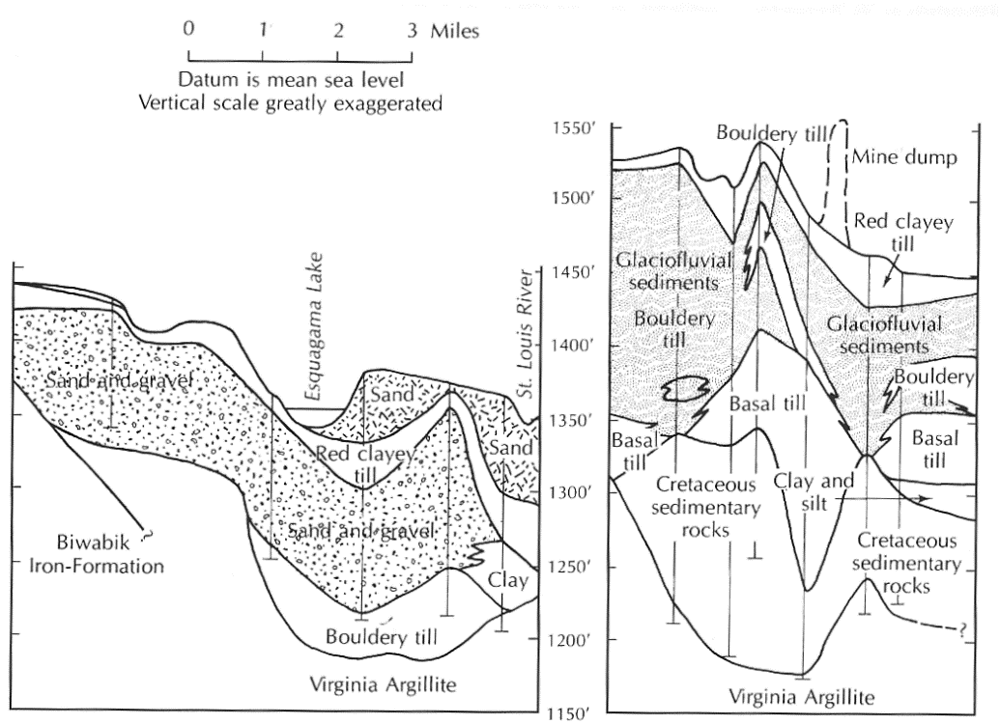 0 1 2 3 Miles
Datum is mean sea level
Vertical scale greatly exaggerated
Esquagama Lake
St. Louis River
Sand and gravel
Sand
Red clayey
till
Sand
Sand and gravel
Biwabik
Iron-Formation
Clay
Bouldery till
Virginia Argillite
?
1550'
1500'
1450'
1400'
1350'
1300'
1250'
1200'
1150'
Bouldery till
Mine dump
Red clayey
till
Glaciofluvial
sediments
Bouldery
till
Glaciofluvial
sediments
Bouldery
till
Basal till
Basal
till
Basal
till
Cretaceous
sedimentary
rocks
Clay and
silt
Cretaceous
sedimentary
rocks
?
Virginia Argillite